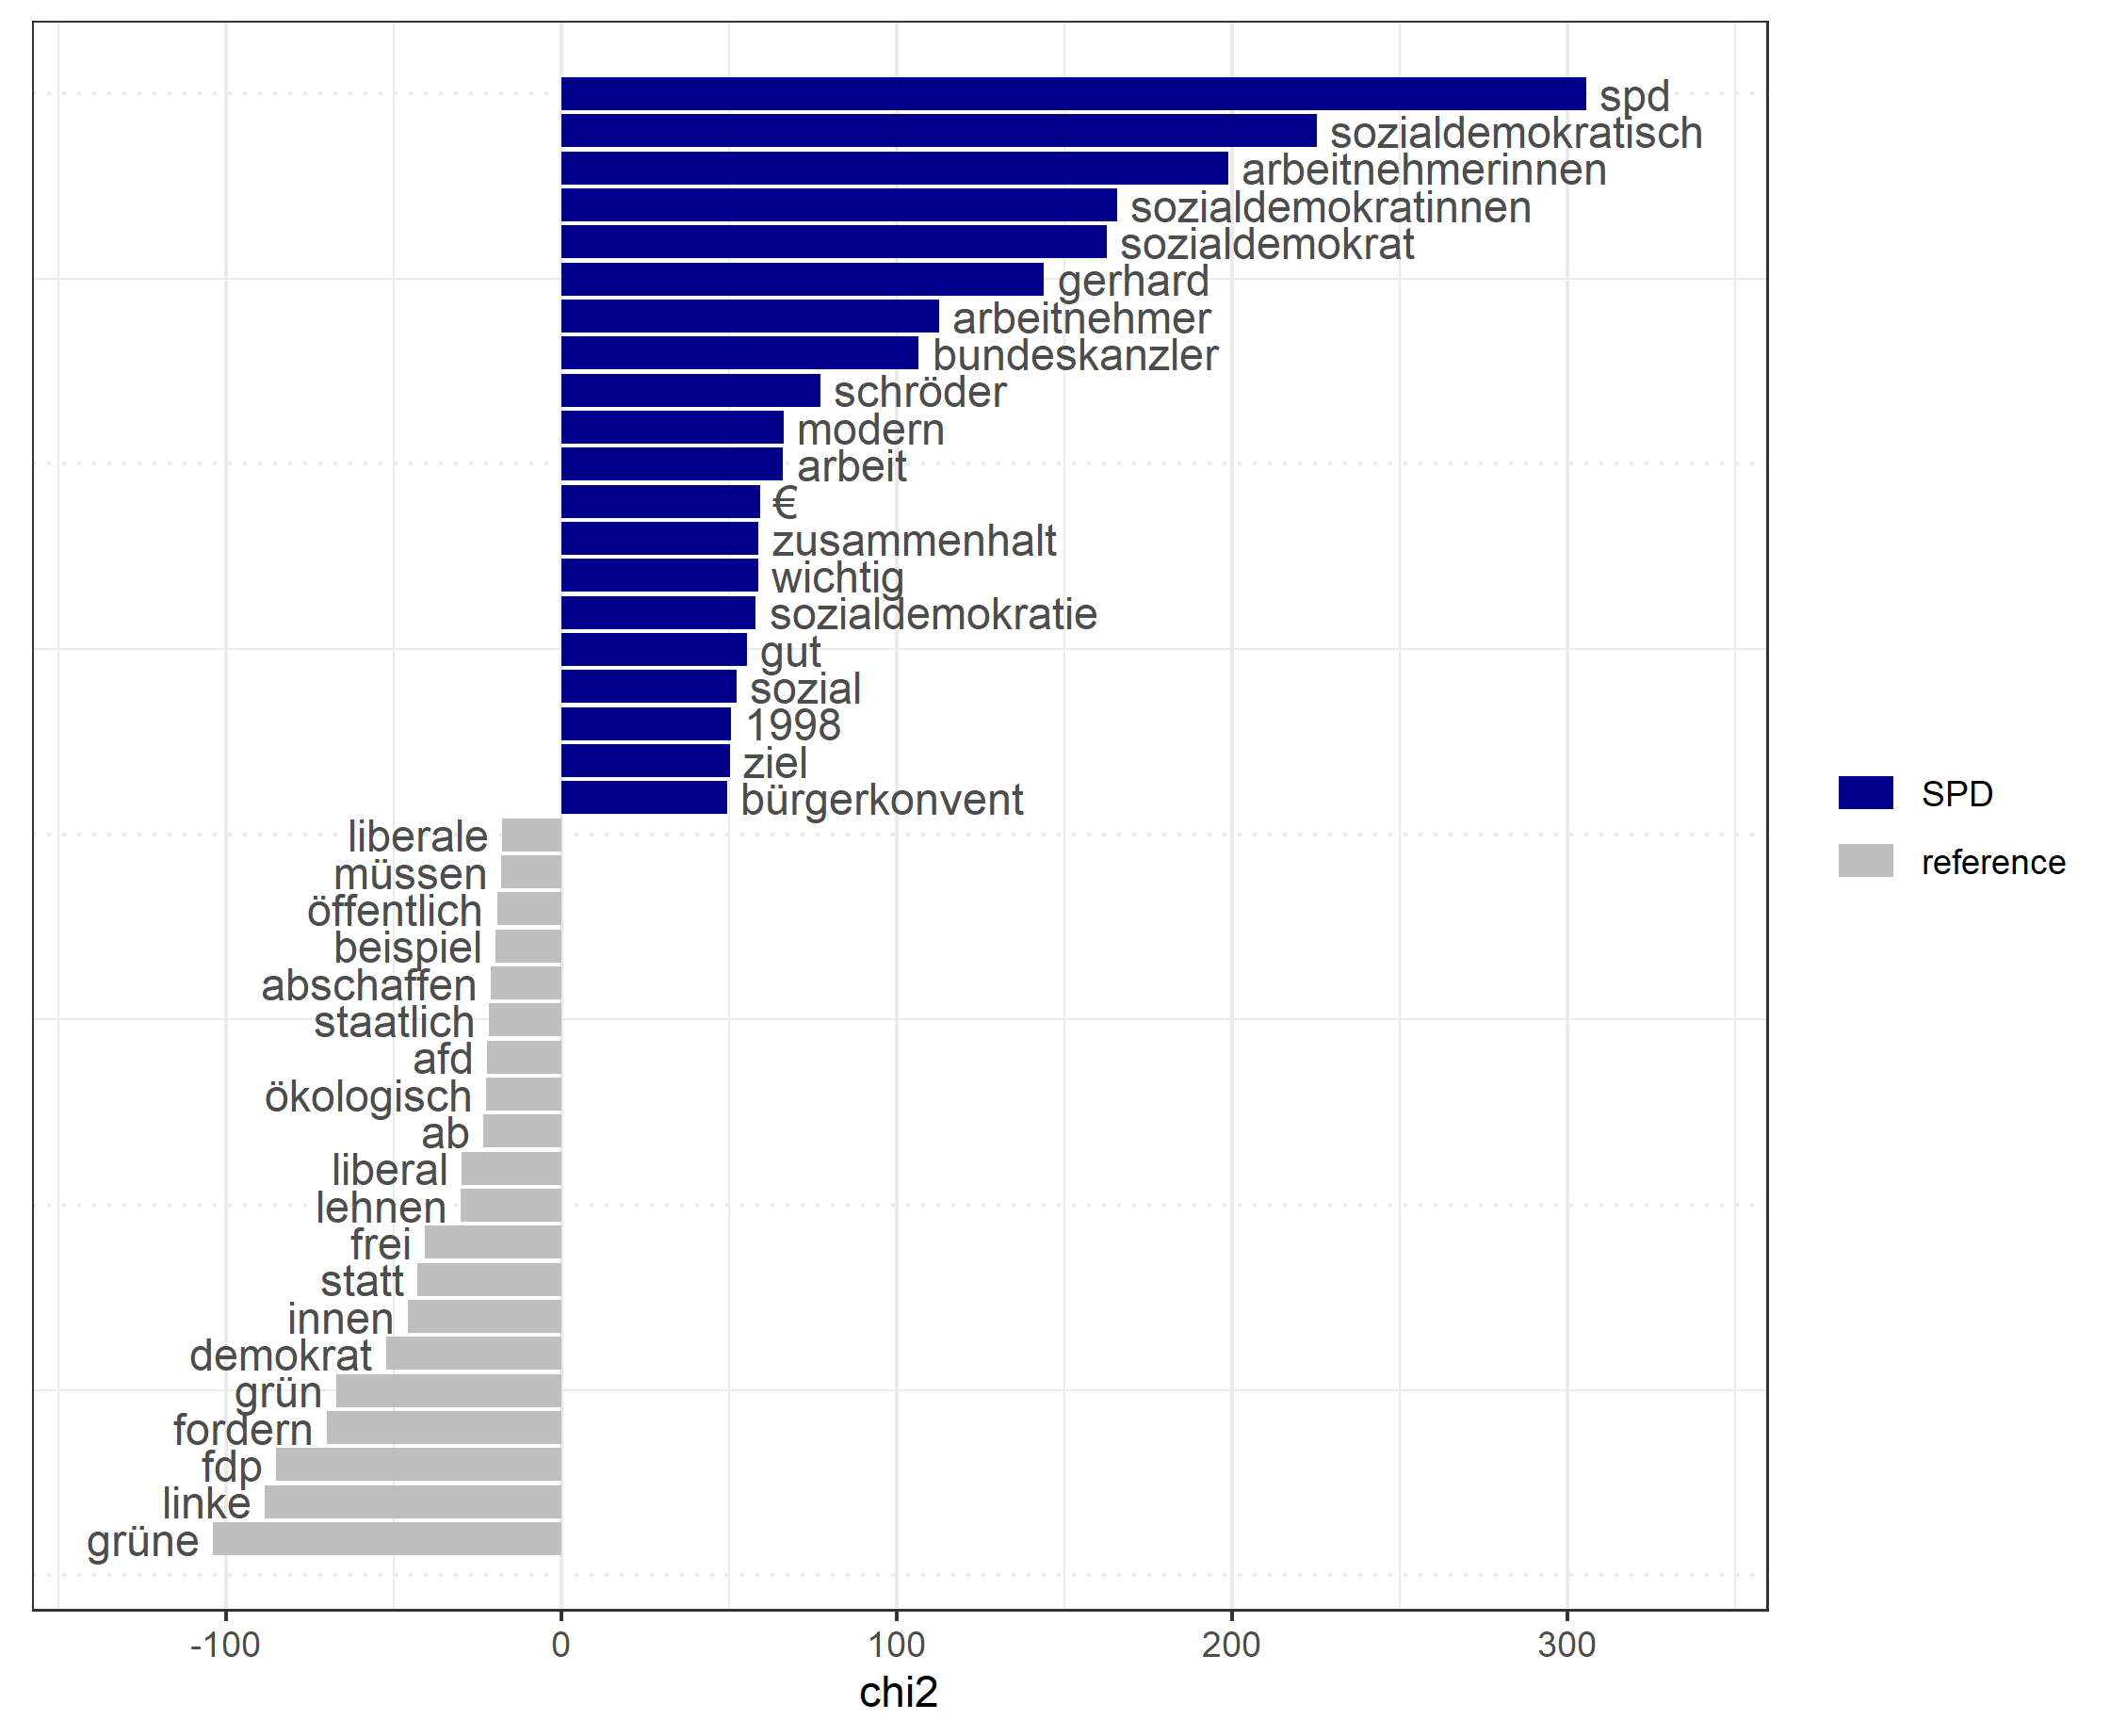 spd
sozialdemokratisch
arbeitnehmerinnen
sozialdemokratinnen
sozialdemokrat
gerhard
arbeitnehmer
bundeskanzler
schröder
modern
arbeit
€
zusammenhalt
wichtig
sozialdemokratie
gut
sozial
1998
ziel
bürgerkonvent
liberale
müssen
öffentlich
beispiel
abschaffen
staatlich
afd
ökologisch
ab
liberal
lehnen
frei
statt
innen
demokrat
grün
fordern
fdp
linke
grüne
-100 0 100 200 300
chi2
SPD
reference